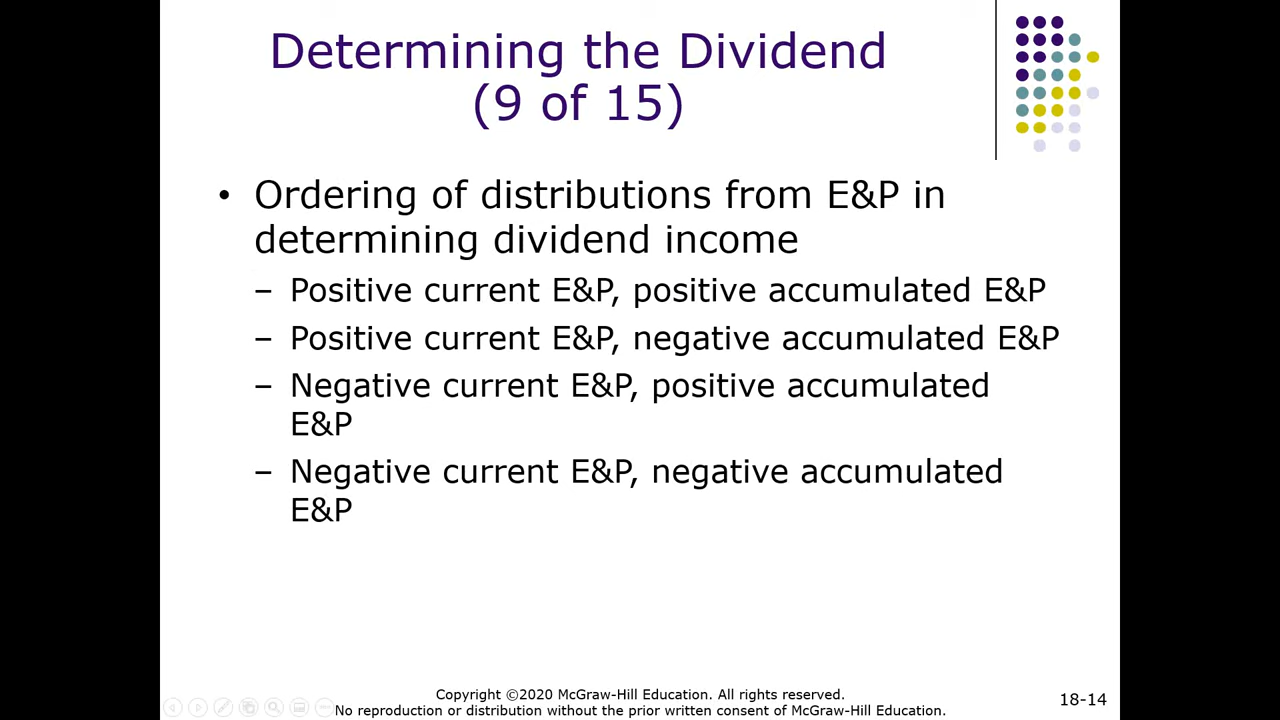 Determining the Dividend
(9 of 15)
• Ordering of distributions from E&P in
determining dividend income
– Positive current E&P, positive accumulated E&P
– Positive current E&P, negative accumulated E&P
– Negative current E&P, positive accumulated
E&P
– Negative current E&P, negative accumulated
E&P
Copyright ©2020 McGraw-Hill Education. All rights reserved.
No reproduction or distribution without the prior written consent of McGraw-Hill Education.
18-14